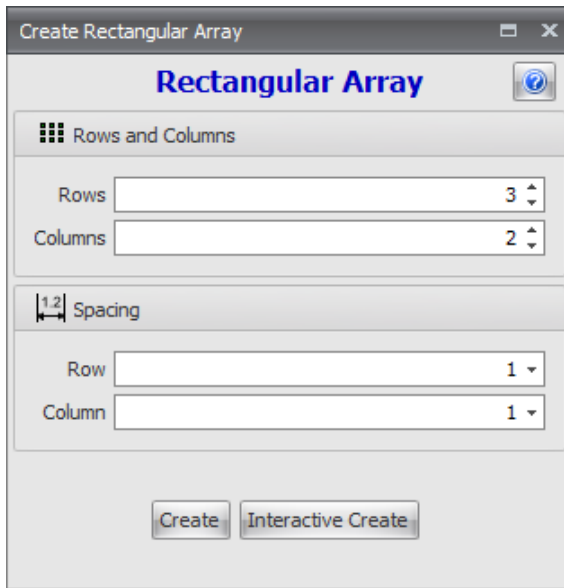 Create Rectangular Array
Rectangular Array
Rows and Columns
Rows 3
Columns 2
1.2 Spacing
Row 1
Column 1
Create Interactive Create